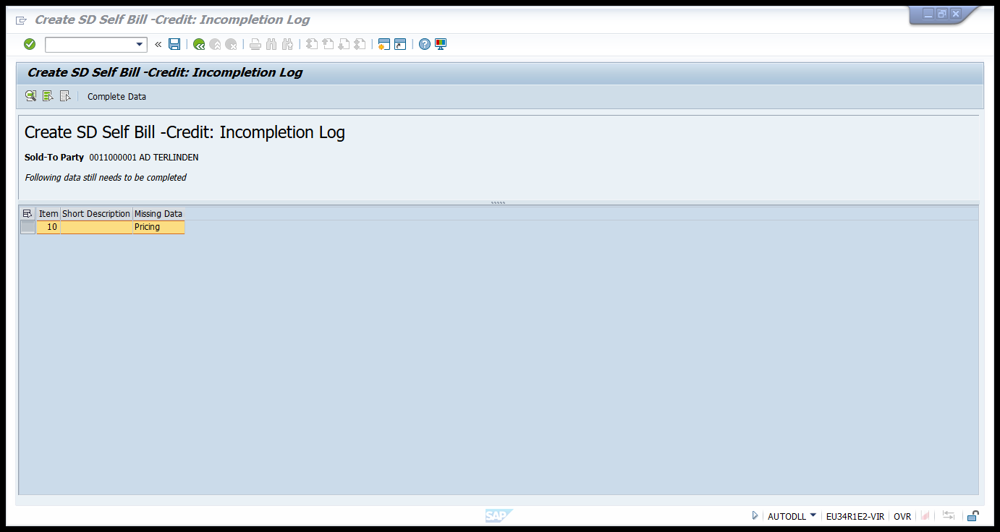 Create SD Self Bill -Credit: Incompletion Log
Create SD Self Bill -Credit: Incompletion Log
Complete Data
Create SD Self Bill -Credit: Incompletion Log
Sold-To Party 0011000001 AD TERLINDEN
Following data still needs to be completed
Item Short Description Missing Data
10 Pricing
SAP AUTODLL EU34R1E2-VIR OVR